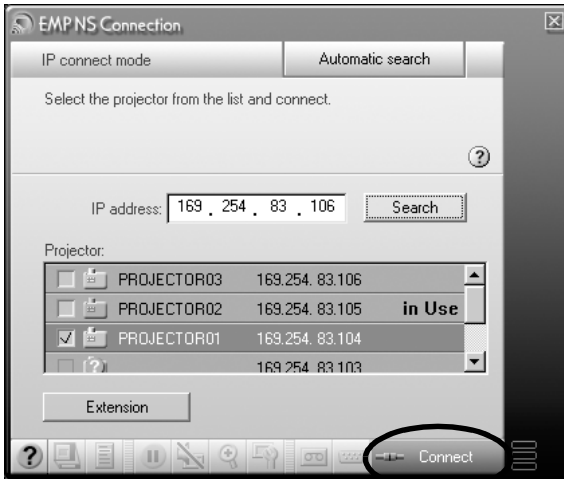 EMP NS Connection
IP connect mode Automatic search
Select the projector from the list and connect.
IP address: 169 . 254 . 83 . 106 Search
Projector:
PROJECTOR03 169.254. 83.106
PROJECTOR02 169.254. 83.105 in Use
PROJECTOR01 169.254. 83.104
(?) 169.254. 83.103
Extension
? Connect